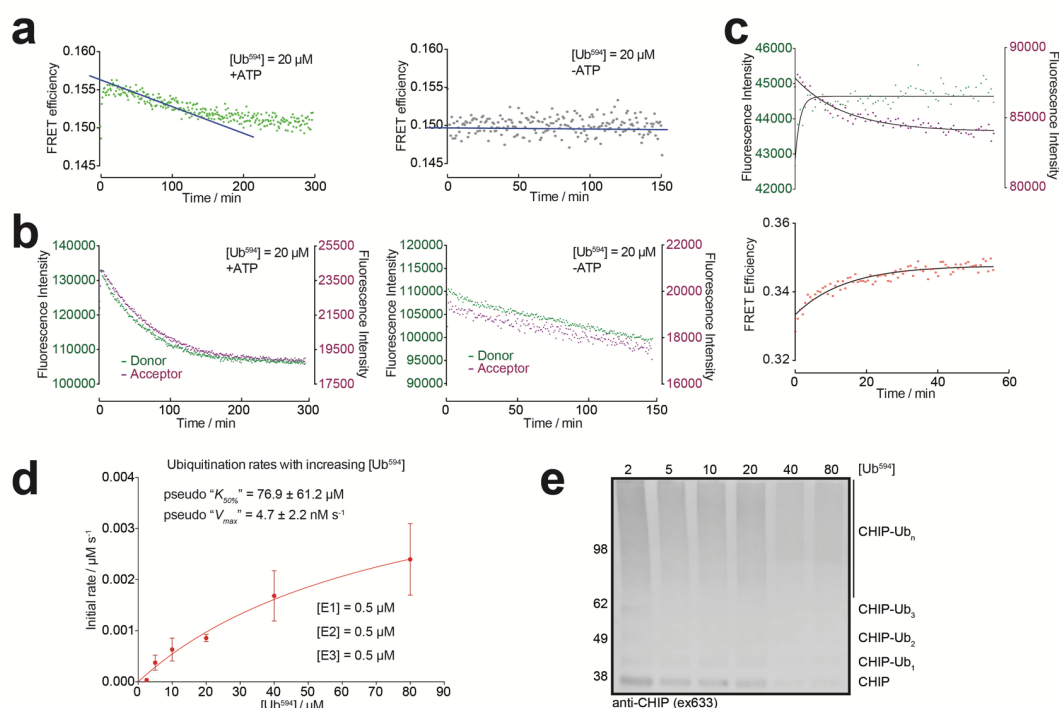 a
0.160
0.155
0.150
0.145
FRET efficiency
[Ub594] = 20 µM
+ATP
0 100 200 300
Time / min
0.160
0.155
0.150
0.145
FRET efficiency
[Ub594] = 20 µM
-ATP
0 50 100 150
Time / min
b
140000
130000
120000
110000
100000
Fluorescence Intensity
[Ub594] = 20 µM
+ATP
Donor
Acceptor
25500
23500
21500
19500
17500
Fluorescence Intensity
0 100 200 300
Time / min
120000
115000
110000
105000
100000
95000
90000
Fluorescence Intensity
[Ub594] = 20 µM
-ATP
Donor
Acceptor
22000
20000
18000
16000
Fluorescence Intensity
0 50 100 150
Time / min
c
46000
45000
44000
43000
42000
Fluorescence Intensity
90000
85000
80000
Fluorescence Intensity
0.36
0.34
0.32
FRET Efficiency
0 20 40 60
Time / min
d
Ubiquitination rates with increasing [Ub594]
pseudo “K50%” = 76.9 ± 61.2 µM
pseudo “Vmax” = 4.7 ± 2.2 nM s-1
0.004
0.003
0.002
0.001
0.000
Initial rate / µM s-1
[E1] = 0.5 µM
[E2] = 0.5 µM
[E3] = 0.5 µM
0 10 20 30 40 50 60 70 80 90
[Ub594]/ µM
e
2 5 10 20 40 80 [Ub594]
98
62
49
38
CHIP-Ubn
CHIP-Ub3
CHIP-Ub2
CHIP-Ub1
CHIP
anti-CHIP (ex633)